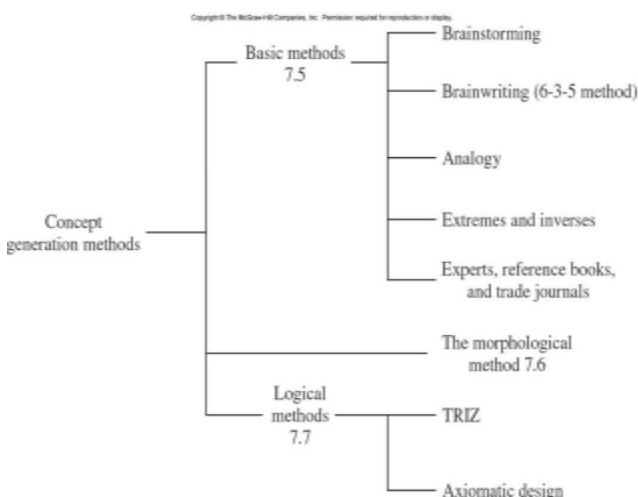 Copyright © The McGraw-Hill Companies, Inc. Permission required for reproduction or display.
Brainstorming
Basic methods
7.5
Brainwriting (6-3-5 method)
Analogy
Concept
generation methods
Extremes and inverses
Experts, reference books,
and trade journals
The morphological
method 7.6
Logical
methods
7.7
TRIZ
Axiomatic design